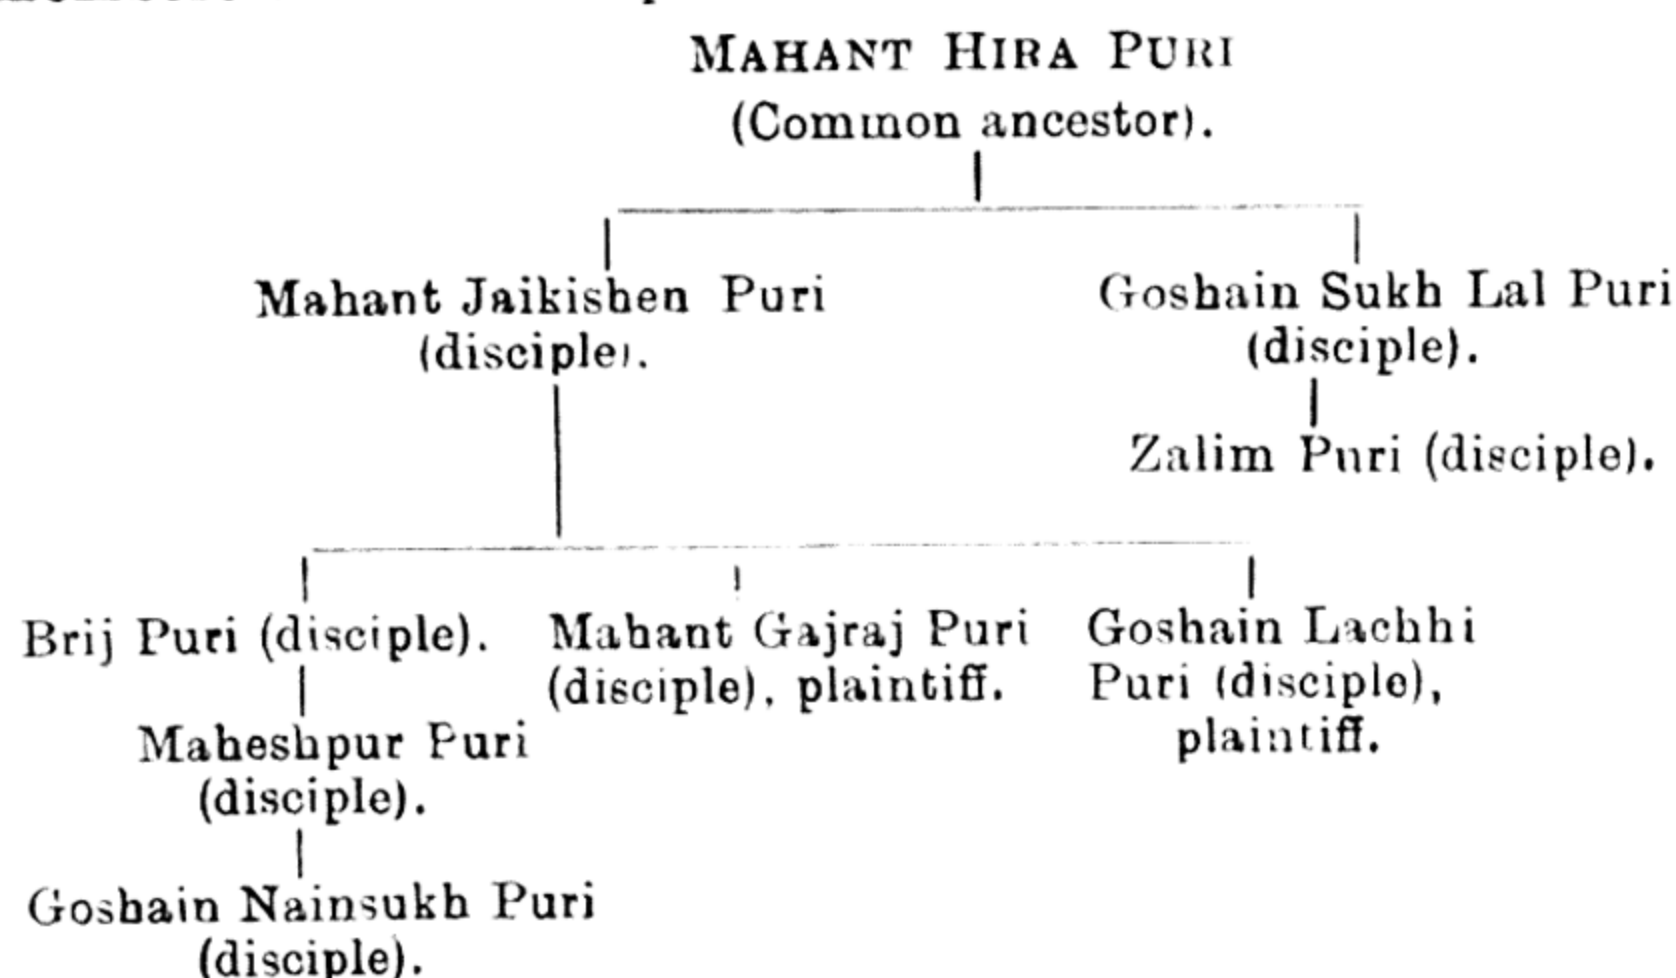 MAHANT HIRA PURI
(Common ancestor).
Mahant Jaikishen Puri
(disciple).
Goshain Sukh Lal Puri
(disciple).
Zalim Puri (disciple).
Brij Puri (disciple).
Maheshpur Puri
(disciple).
Goshain Nainsukh Puri
(disciple).
Mahant Gajraj Puri
(disciple), plaintiff.
Goshain Lachhi
Puri (disciple),
plaintiff.